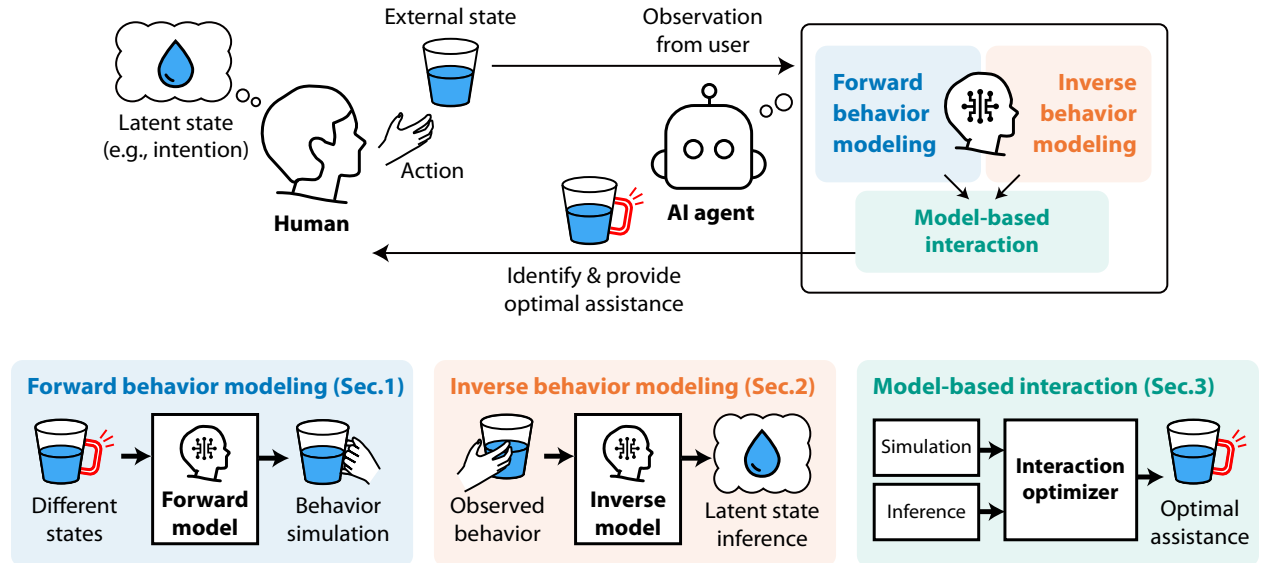 External state
Observation
from user
Latent state
(e.g., intention)
Action
Human
AI agent
Forward
behavior
modeling
Inverse
behavior
modeling
Model-based
interaction
Identify & provide
optimal assistance
Forward behavior modeling (Sec.1)
Different
states
Forward
model
Behavior
simulation
Inverse behavior modeling (Sec.2)
Observed
behavior
Inverse
model
Latent state
inference
Model-based interaction (Sec.3)
Simulation
Inference
Interaction
optimizer
Optimal
assistance